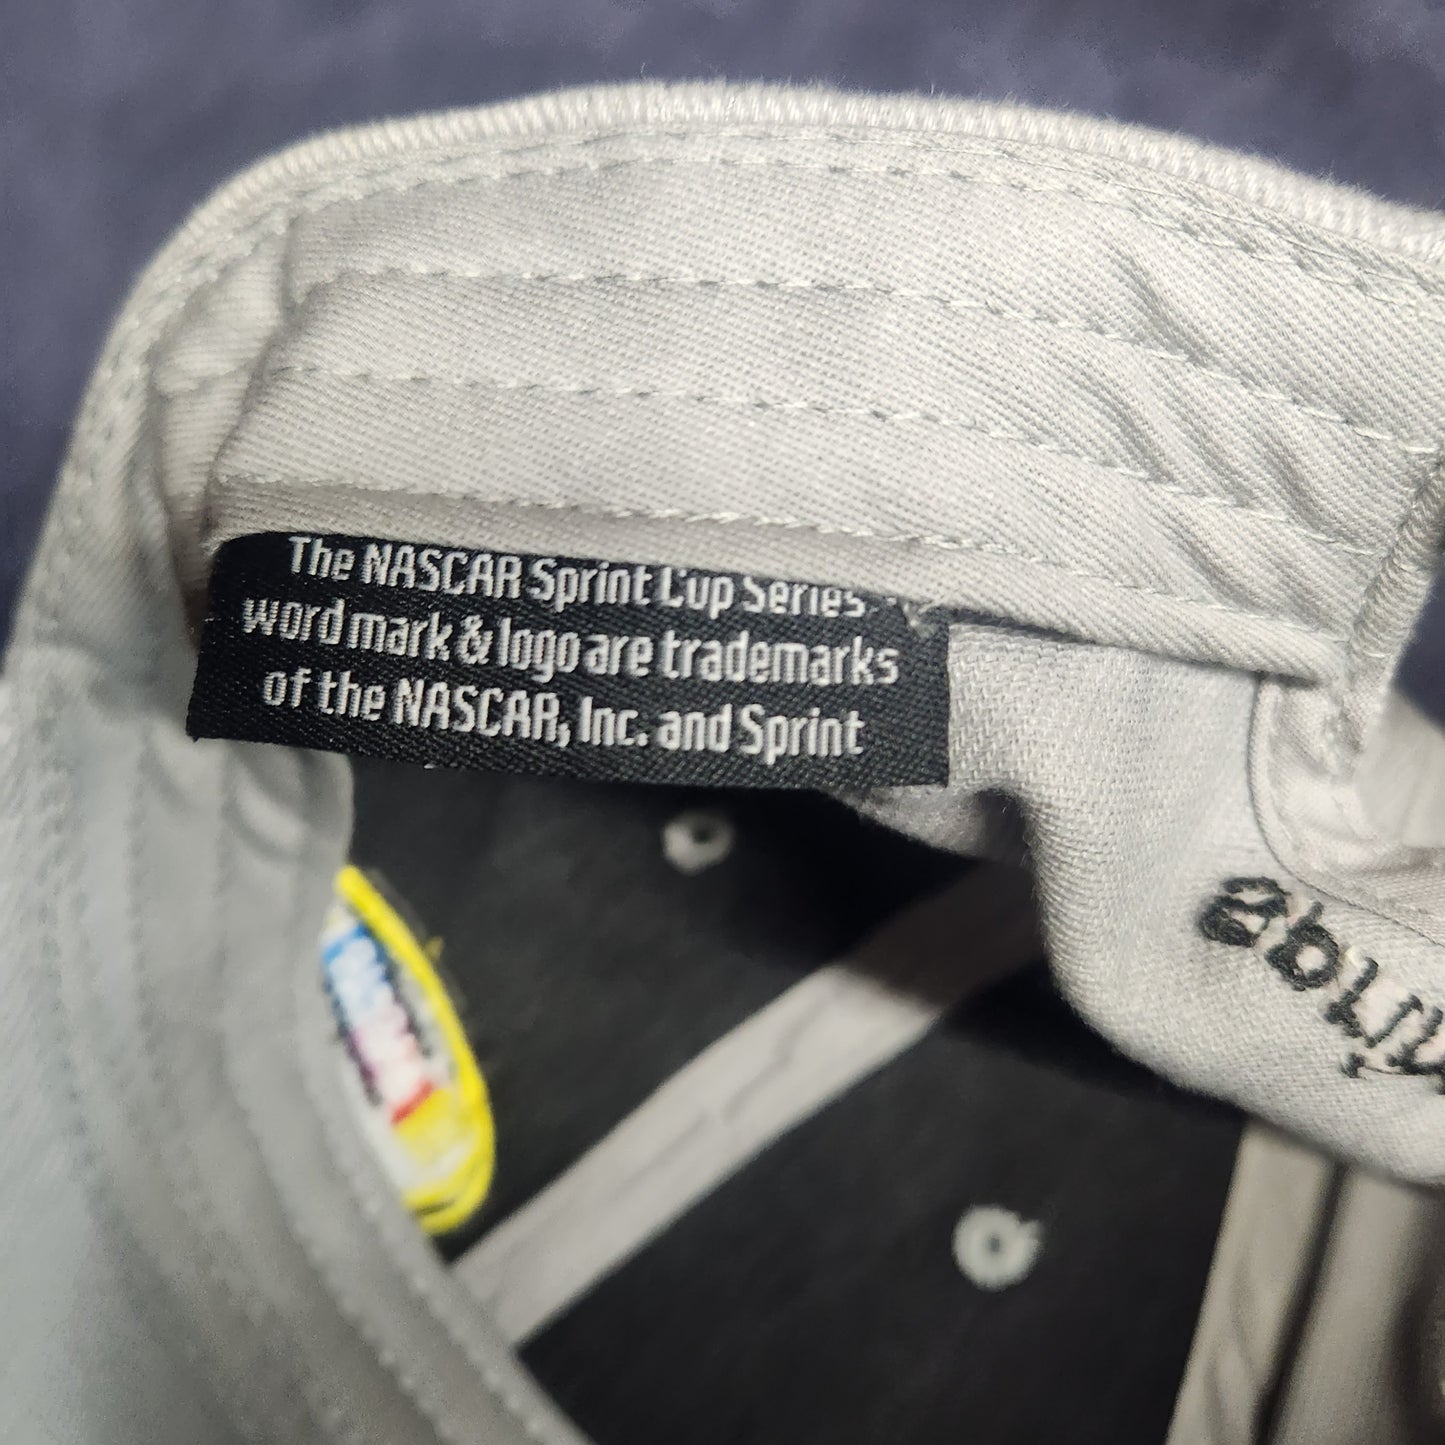 The NASCAR Sprint Cup Series
word mark & logo are trademarks
of the NASCAR, Inc. and Sprint